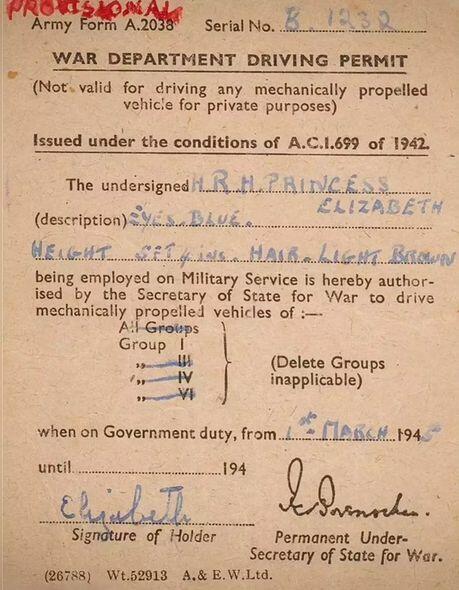 PROVISIONAL
Army Form A.2038 Serial No. B.1232
WAR DEPARTMENT DRIVING PERMIT
(Not valid for driving any mechanically propelled
vehicle for private purposes)
Issued under the conditions of A.C.I.699 of 1942.
The undersigned H.R.H. PRINCESS
ELIZABETH
(description) EYES. BLUE.
HEIGHT 5FT 4 ins. HAIR. LIGHT BROWN
being employed on Military Service is hereby author-
ised by the Secretary of State for War to drive
mechanically propelled vehicles of :—
All Groups
Group I
„ III
„ IV
„ VI
(Delete Groups
inapplicable)
when on Government duty, from 1st MARCH 1945
until 194
Elizabeth
Signature of Holder
Permanent Under-
Secretary of State for War.
(26788) Wt.52913 A. & E.W.Ltd.